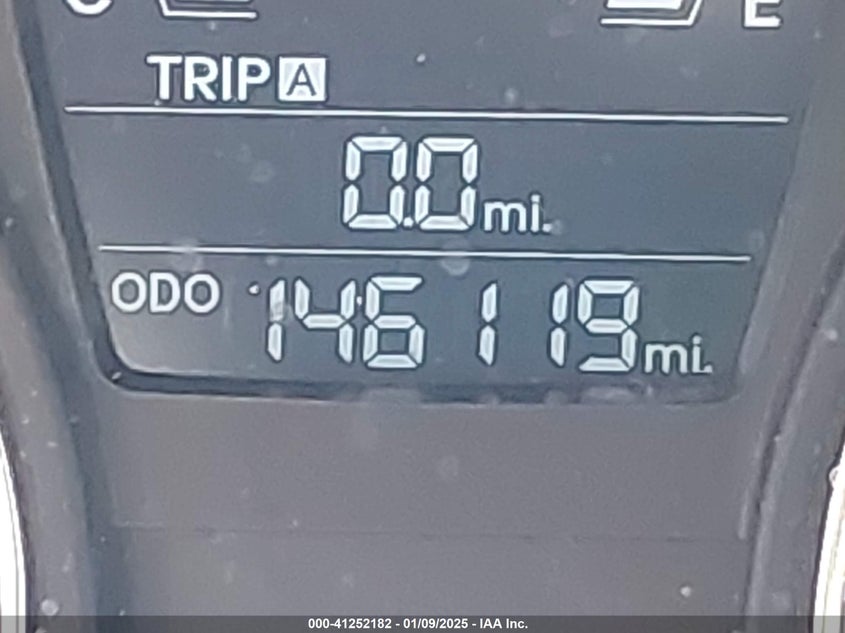 C E
TRIP A
0.0 mi.
ODO 146119 mi.
000-41252182 - 01/09/2025 - IAA Inc.